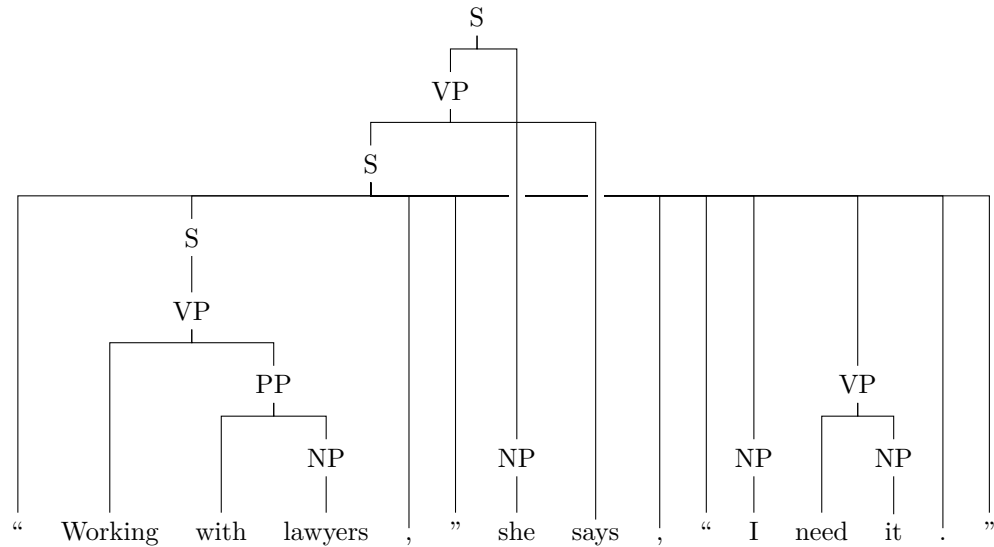 S
VP
S
S
VP
PP VP
NP NP NP NP
“ Working with lawyers , ” she says , “ I need it . ”